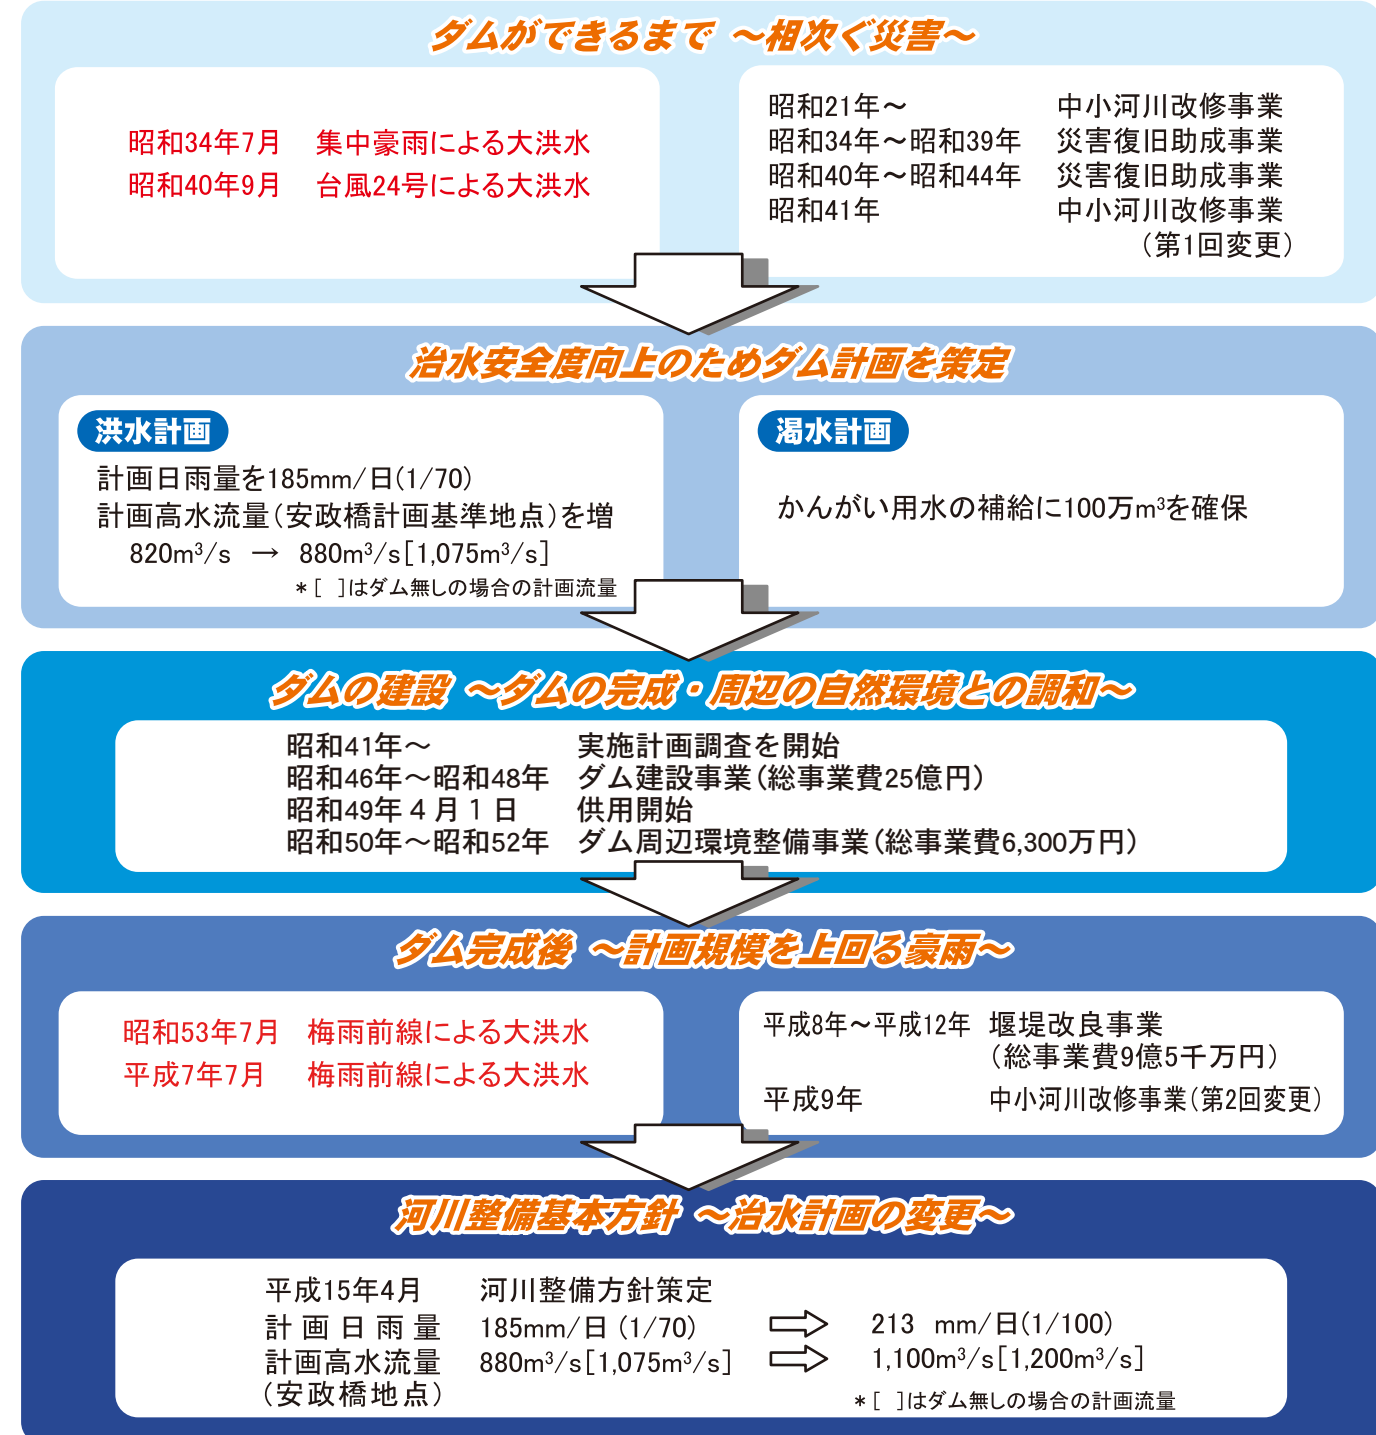 ダムができるまで ～相次ぐ災害～
昭和34年7月 集中豪雨による大洪水
昭和40年9月 台風24号による大洪水
昭和21年～ 中小河川改修事業
昭和34年～昭和39年 災害復旧助成事業
昭和40年～昭和44年 災害復旧助成事業
昭和41年 中小河川改修事業
（第1回変更）
治水安全度向上のためダム計画を策定
洪水計画
計画日雨量を185mm/日(1/70)
計画高水流量(安政橋計画基準地点)を増
820m³/s → 880m³/s[1,075m³/s]
*[ ]はダム無しの場合の計画流量
渇水計画
かんがい用水の補給に100万m³を確保
ダムの建設 ～ダムの完成・周辺の自然環境との調和～
昭和41年～ 実施計画調査を開始
昭和46年～昭和48年 ダム建設事業(総事業費25億円)
昭和49年４月１日 供用開始
昭和50年～昭和52年 ダム周辺環境整備事業(総事業費6,300万円)
ダム完成後 ～計画規模を上回る豪雨～
昭和53年7月 梅雨前線による大洪水
平成7年7月 梅雨前線による大洪水
平成8年～平成12年 堰堤改良事業
(総事業費9億5千万円)
平成9年 中小河川改修事業(第2回変更)
河川整備基本方針 ～治水計画の変更～
平成15年4月 河川整備方針策定
計画日雨量 185mm/日(1/70) ⇨ 213 mm/日(1/100)
計画高水流量 880m³/s[1,075m³/s] ⇨ 1,100m³/s[1,200m³/s]
(安政橋地点)
*[ ]はダム無しの場合の計画流量